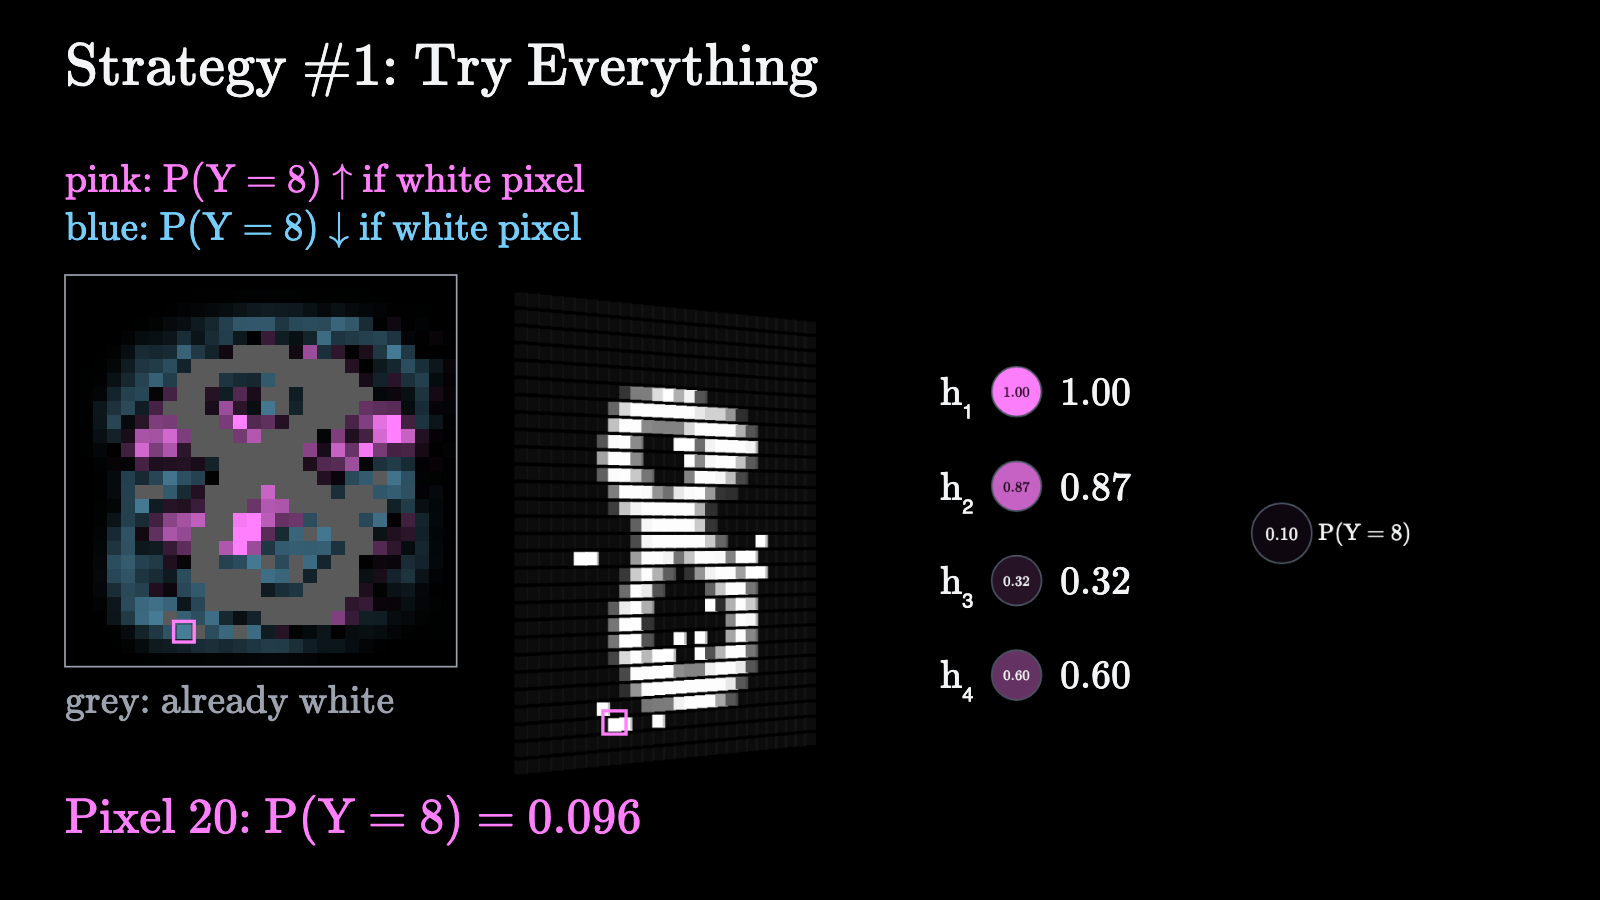 Strategy #1: Try Everything
pink: P(Y = 8) ↑ if white pixel
blue: P(Y = 8) ↓ if white pixel
grey: already white
Pixel 20: P(Y = 8) = 0.096
h1 1.00 1.00
h2 0.87 0.87
h3 0.32 0.32
h4 0.60 0.60
0.10 P(Y = 8)